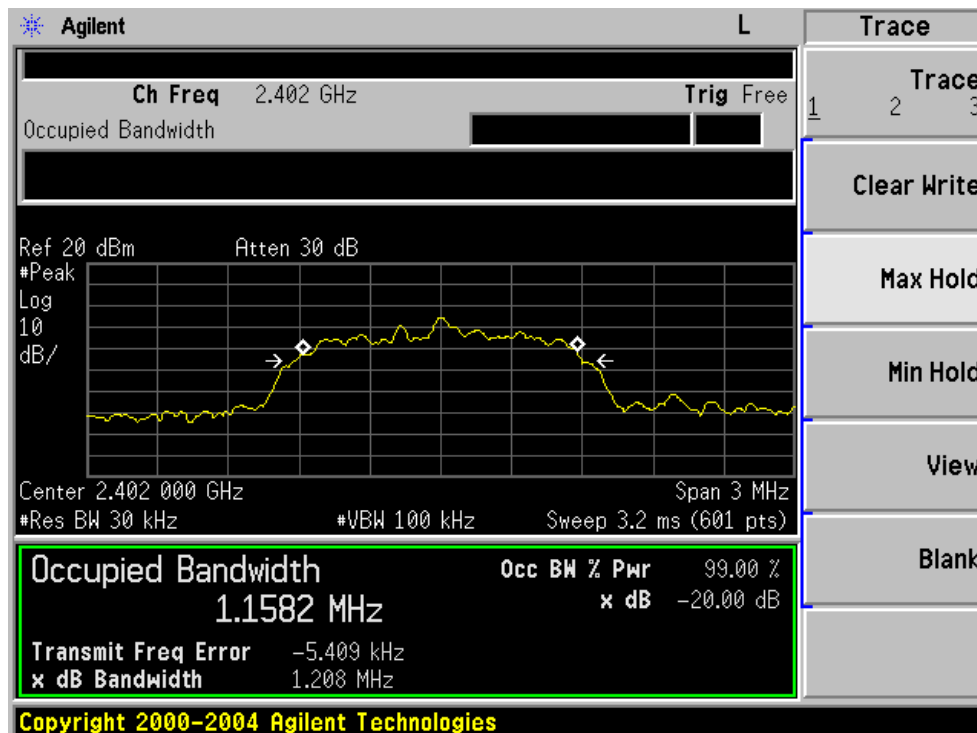 Agilent
L
Trace
Ch Freq 2.402 GHz
Trig Free
Occupied Bandwidth
Trace
1 2 3
Clear Write
Max Hold
Min Hold
View
Blank
Ref 20 dBm
Atten 30 dB
#Peak
Log
10
dB/
Center 2.402 000 GHz
Span 3 MHz
#Res BW 30 kHz
#VBW 100 kHz
Sweep 3.2 ms (601 pts)
Occupied Bandwidth
1.1582 MHz
Occ BW % Pwr 99.00 %
x dB -20.00 dB
Transmit Freq Error -5.409 kHz
x dB Bandwidth 1.208 MHz
Copyright 2000-2004 Agilent Technologies